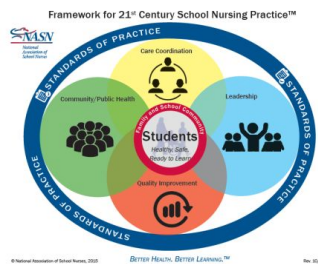 Framework for 21st Century School Nursing Practice™
NASN
National
Association of
School Nurses
STANDARDS OF PRACTICE
STANDARDS OF PRACTICE
STANDARDS OF PRACTICE
Care Coordination
Community/Public Health
Leadership
Family and School Community
Students
Healthy, Safe,
Ready to Learn
Quality Improvement
© National Association of School Nurses, 2015
BETTER HEALTH. BETTER LEARNING.™
Rev.